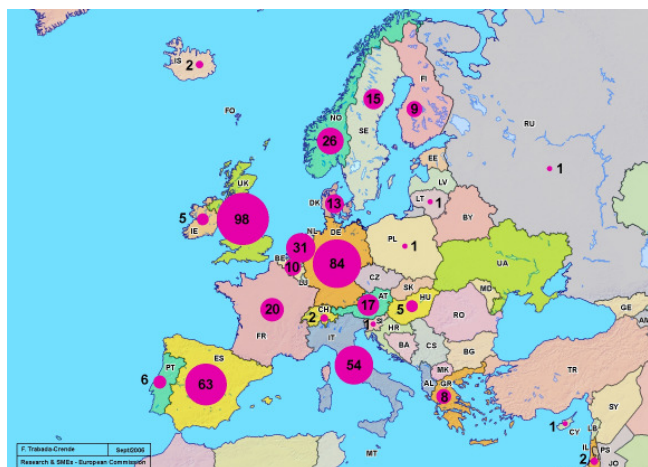 IS
2
FO
NO
26
15
SE
FI
9
RU
1
EE
LV
LT
1
BY
UK
98
5
IE
DK
13
NL
31
DE
84
BE
10
LU
PL
1
CZ
SK
UA
MD
20
FR
CH
2
17
AT
5
HU
RO
1
SI
HR
BA
CS
BG
GE
AM
IT
54
MK
AL
GR
8
TR
PT
6
ES
63
MT
1
CY
SY
LB
IL
PS
2
JO
F. Trabada-Crende
Sept/2006
Research & SMEs - European Commission